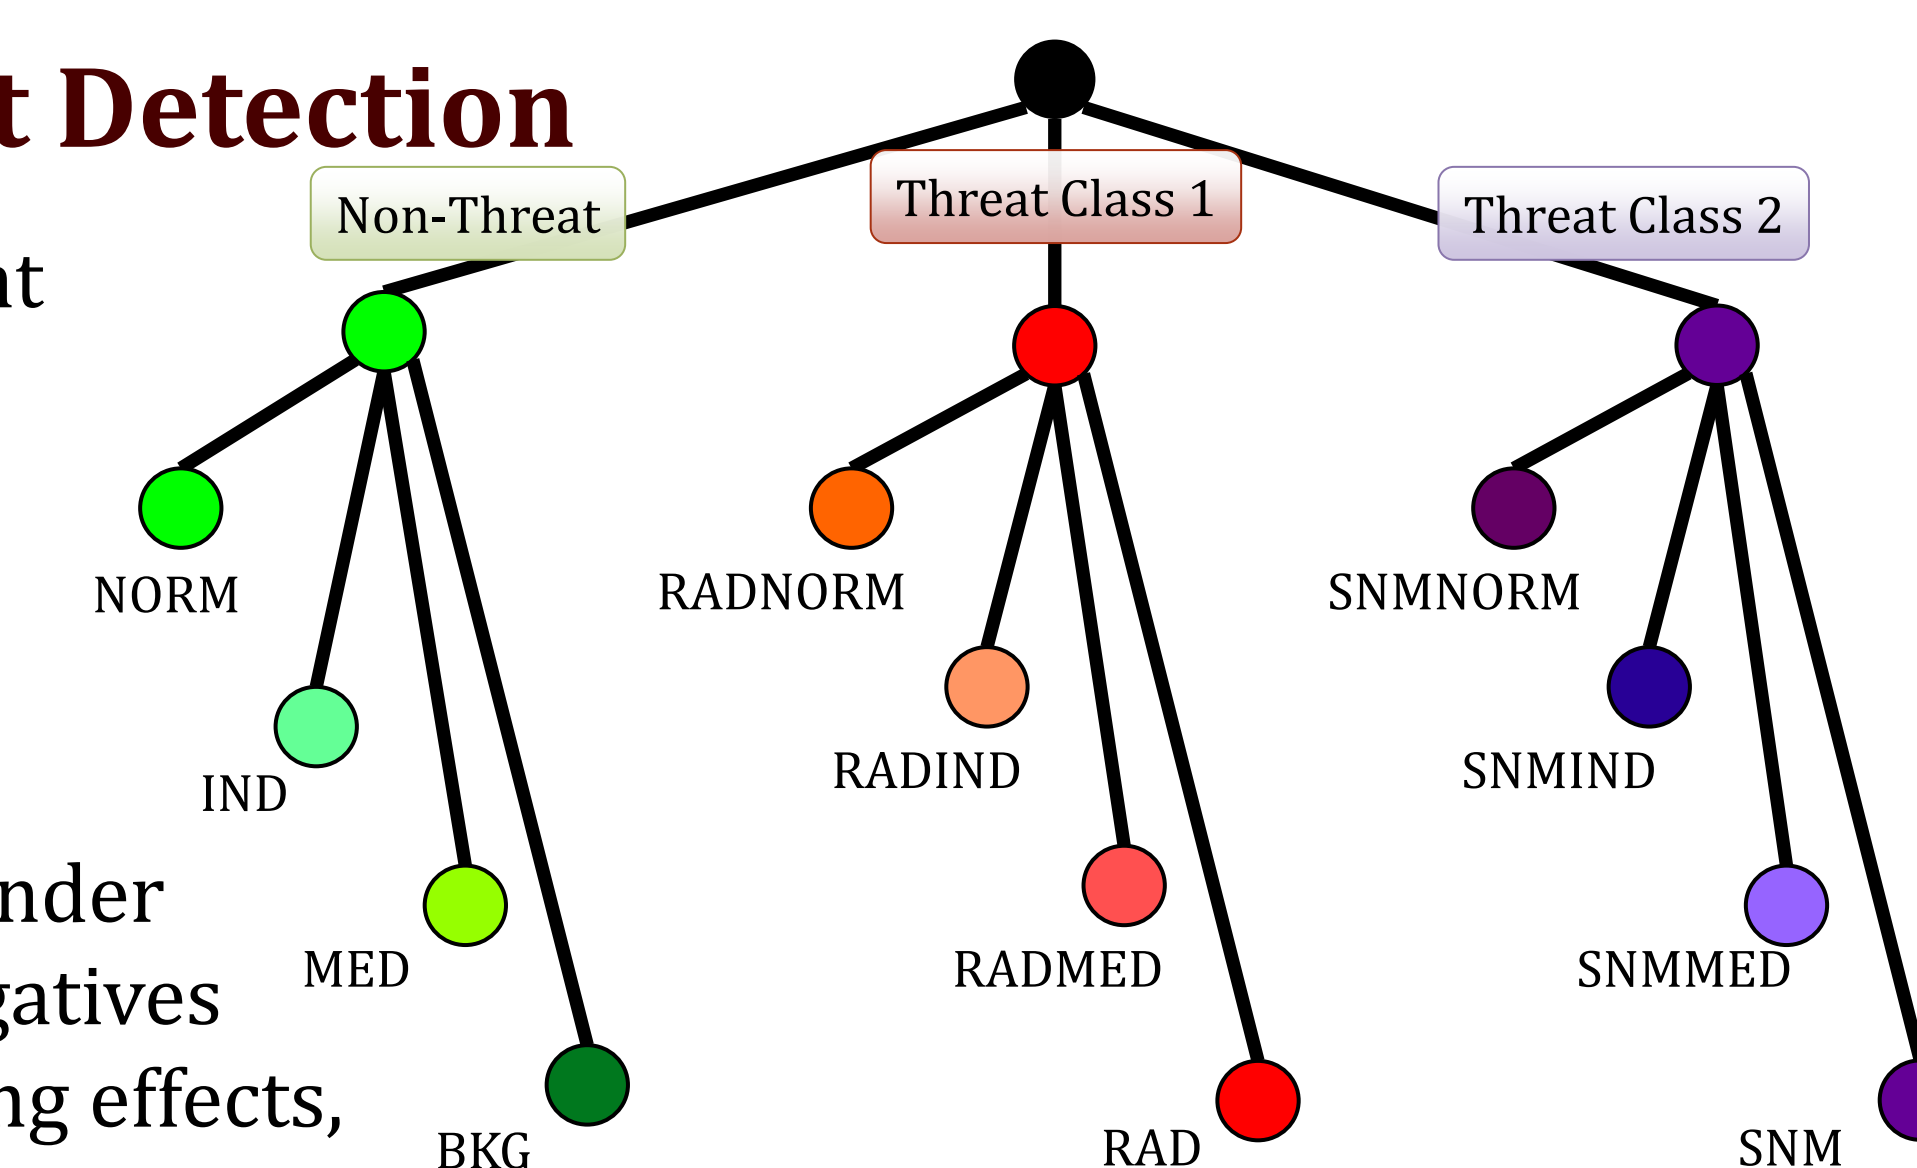 t Detection
Non-Threat
Threat Class 1
Threat Class 2
nt
NORM
RADNORM
SNMNORM
IND
RADIND
SNMIND
nder
MED
RADMED
SNMMED
gatives
ng effects,
BKG
RAD
SNM